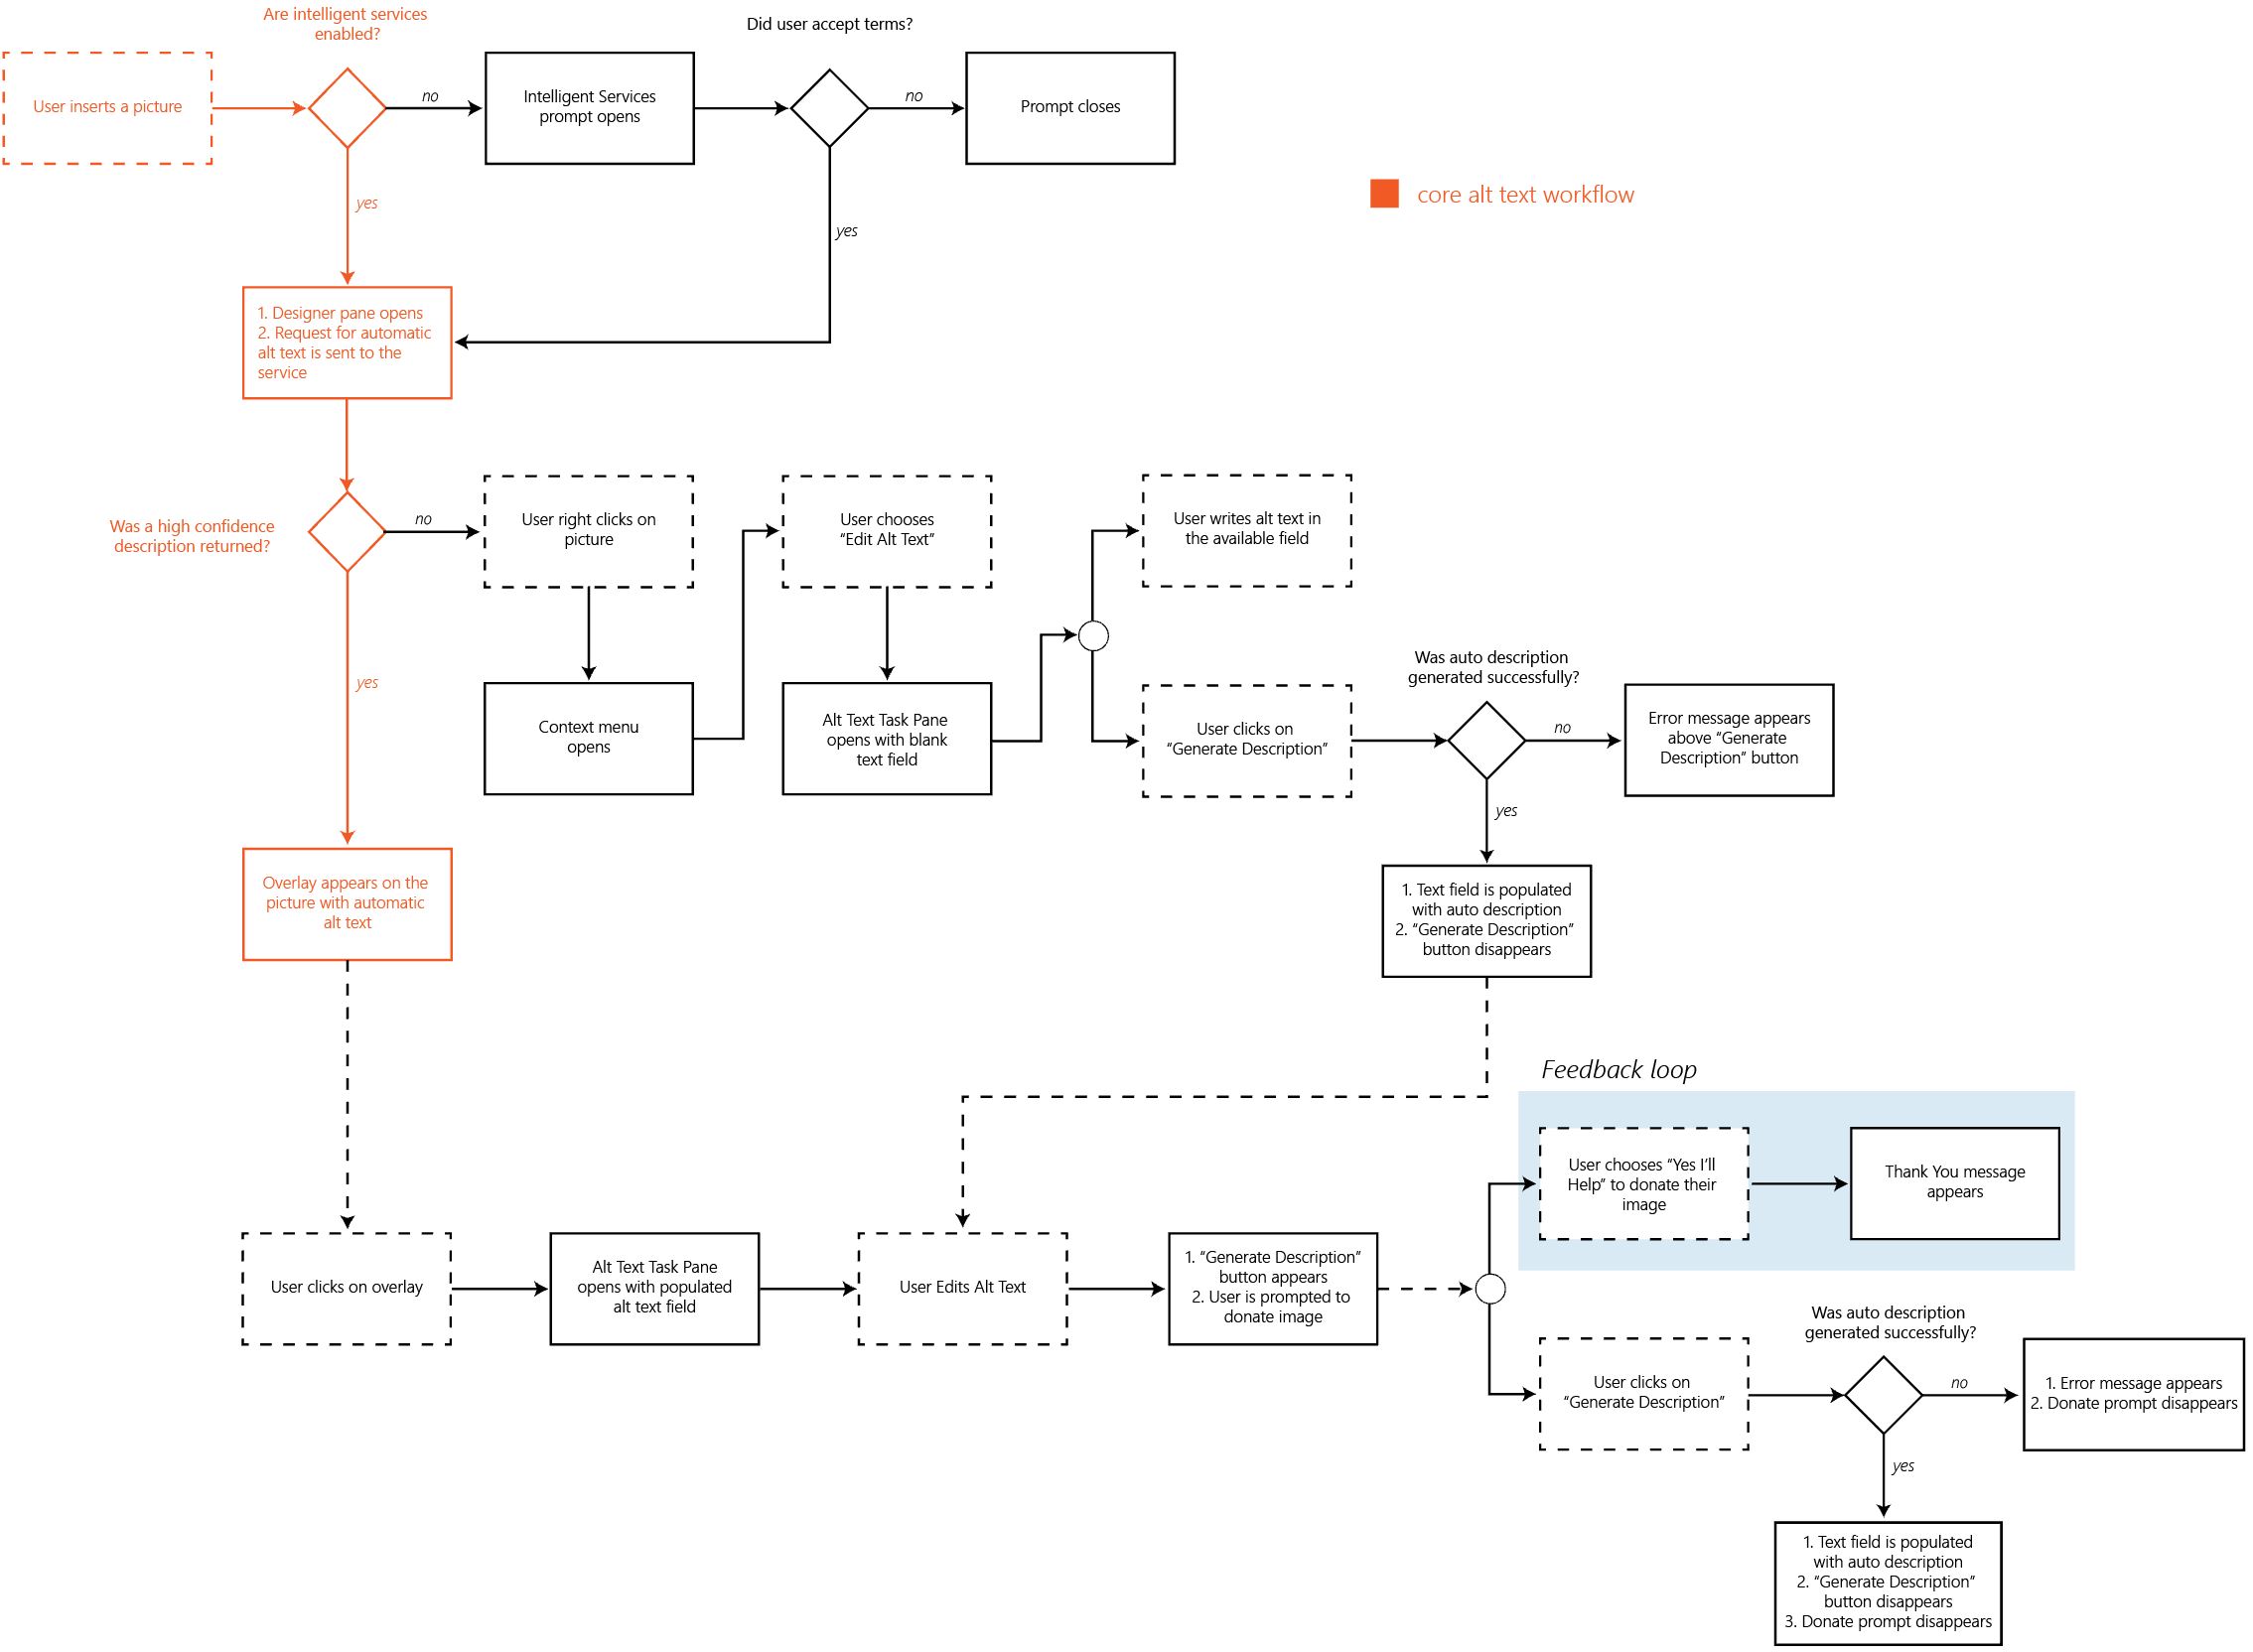 Are intelligent services
enabled?
Did user accept terms?
User inserts a picture
no
Intelligent Services
prompt opens
no
Prompt closes
core alt text workflow
yes
yes
1. Designer pane opens
2. Request for automatic
alt text is sent to the
service
Was a high confidence
description returned?
no
User right clicks on
picture
User chooses
“Edit Alt Text”
User writes alt text in
the available field
yes
Context menu
opens
Alt Text Task Pane
opens with blank
text field
User clicks on
“Generate Description”
Was auto description
generated successfully?
no
Error message appears
above “Generate
Description” button
yes
Overlay appears on the
picture with automatic
alt text
1. Text field is populated
with auto description
2. “Generate Description”
button disappears
Feedback loop
User chooses “Yes I’ll
Help” to donate their
image
Thank You message
appears
User clicks on overlay
Alt Text Task Pane
opens with populated
alt text field
User Edits Alt Text
1. “Generate Description”
button appears
2. User is prompted to
donate image
Was auto description
generated successfully?
User clicks on
“Generate Description”
no
1. Error message appears
2. Donate prompt disappears
yes
1. Text field is populated
with auto description
2. “Generate Description”
button disappears
3. Donate prompt disappears